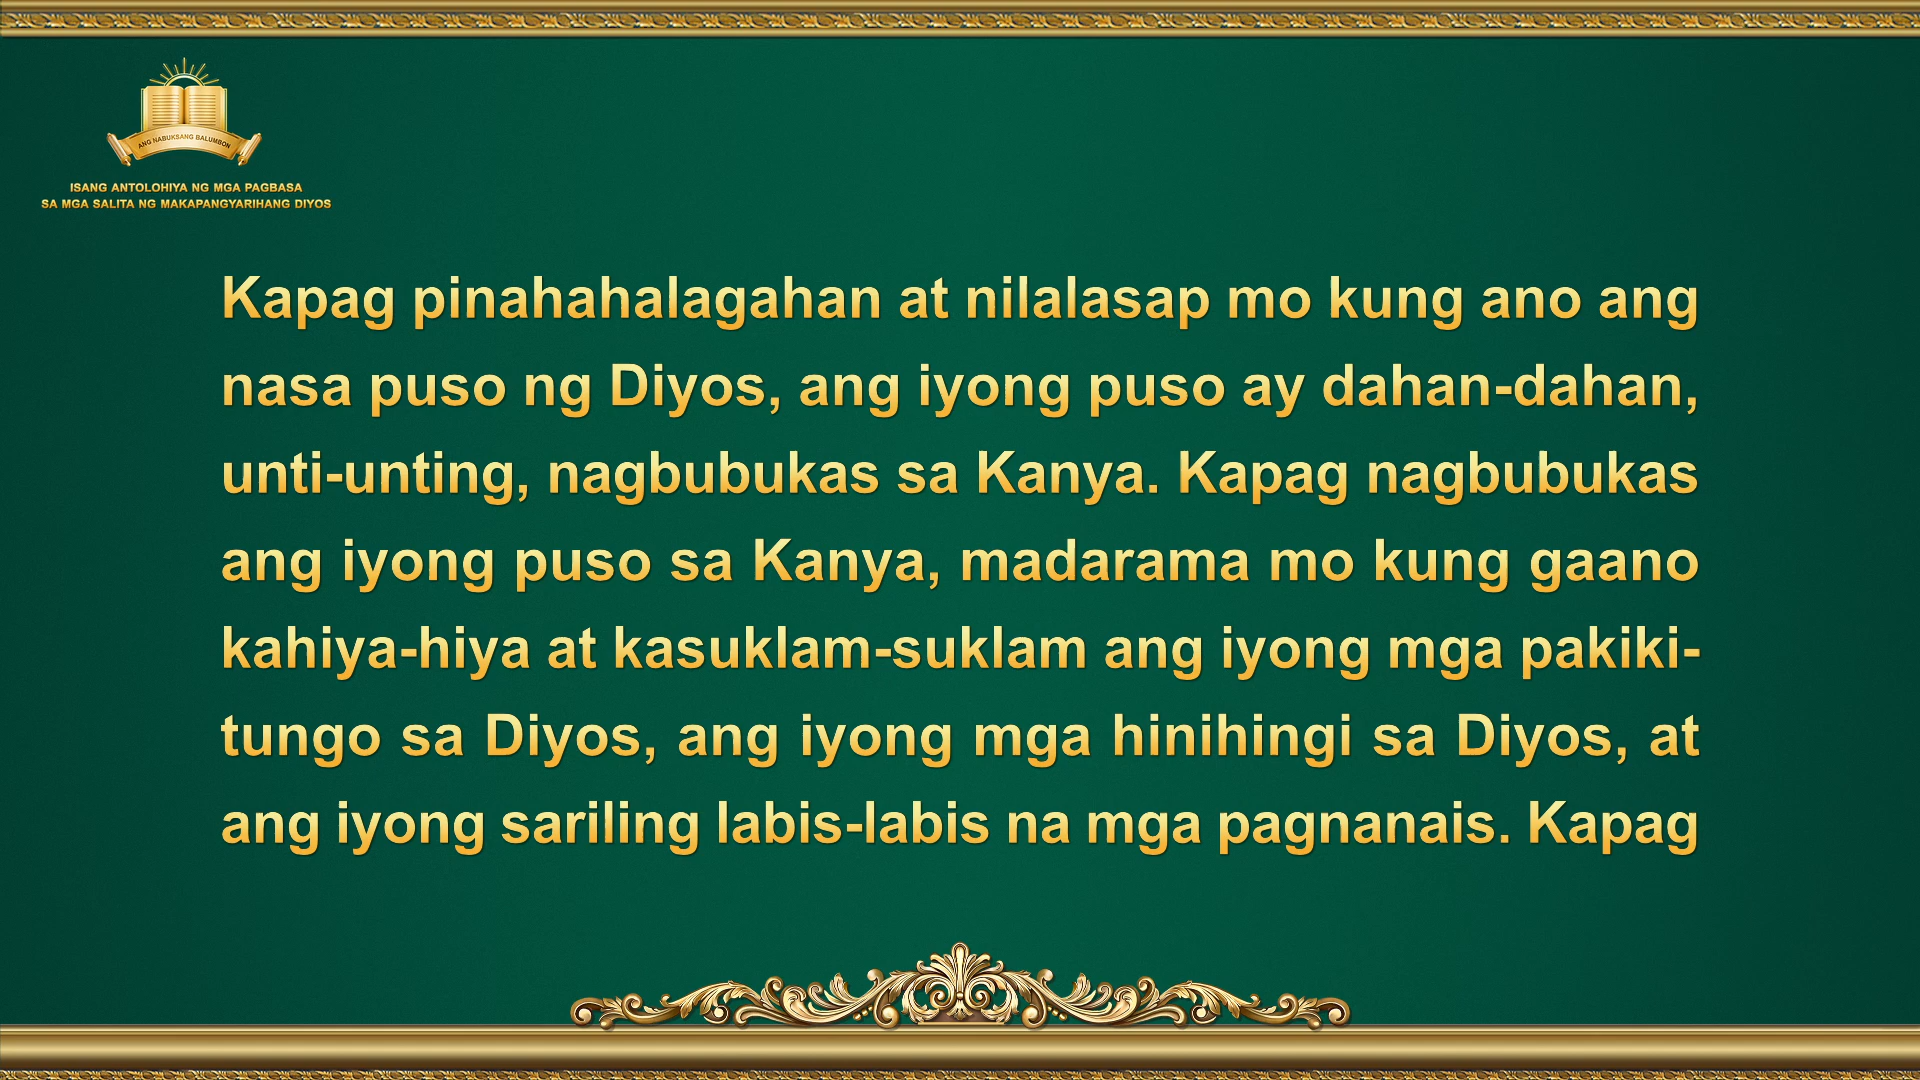 ANG NABUKSANG BALUMBON
ISANG ANTOLOHIYA NG MGA PAGBASA
SA MGA SALITA NG MAKAPANGYARIHANG DIYOS
Kapag pinahahalagahan at nilalasap mo kung ano ang
nasa puso ng Diyos, ang iyong puso ay dahan-dahan,
unti-unting, nagbubukas sa Kanya. Kapag nagbubukas
ang iyong puso sa Kanya, madarama mo kung gaano
kahiya-hiya at kasuklam-suklam ang iyong mga pakiki-
tungo sa Diyos, ang iyong mga hinihingi sa Diyos, at
ang iyong sariling labis-labis na mga pagnanais. Kapag